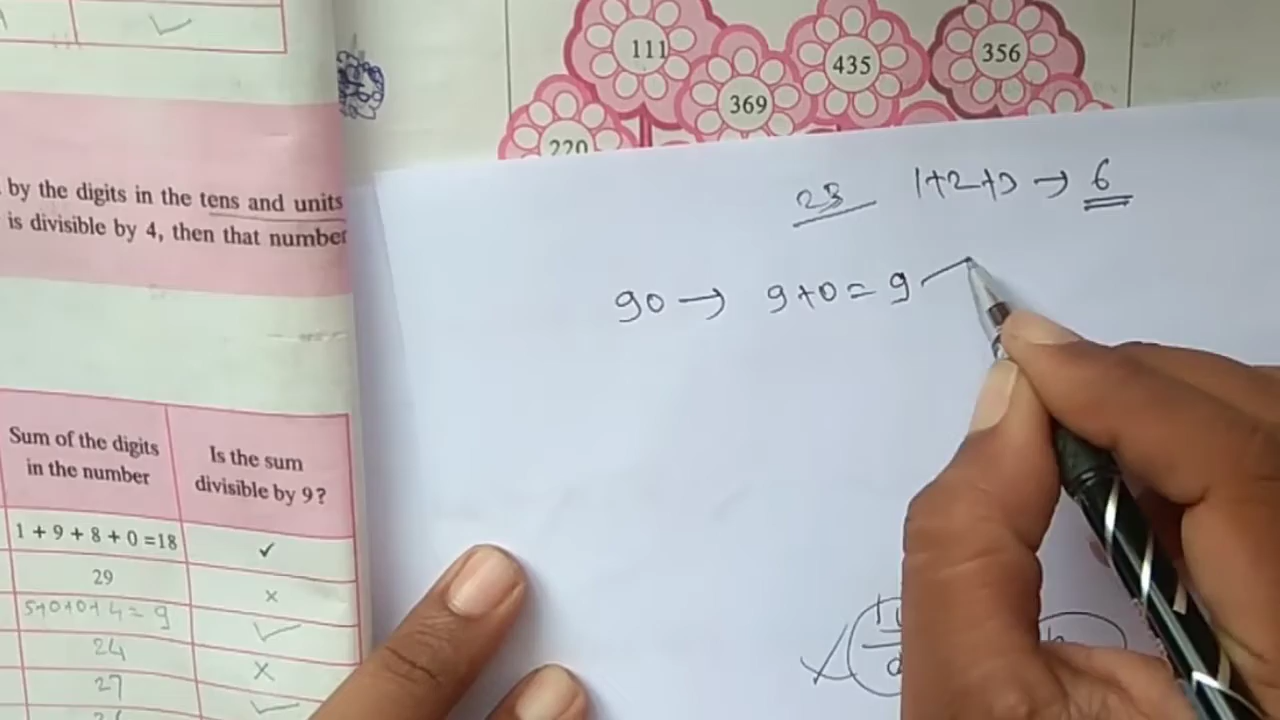 111
435
356
369
220
by the digits in the tens and units
is divisible by 4, then that number
23 1+2+3 → 6
90 → 9+0=9
Sum of the digits
in the number
Is the sum
divisible by 9?
1 + 9 + 8 + 0 =18 ✓
29 ×
5+0+0+4=9 ✓
24 ×
27 ✓